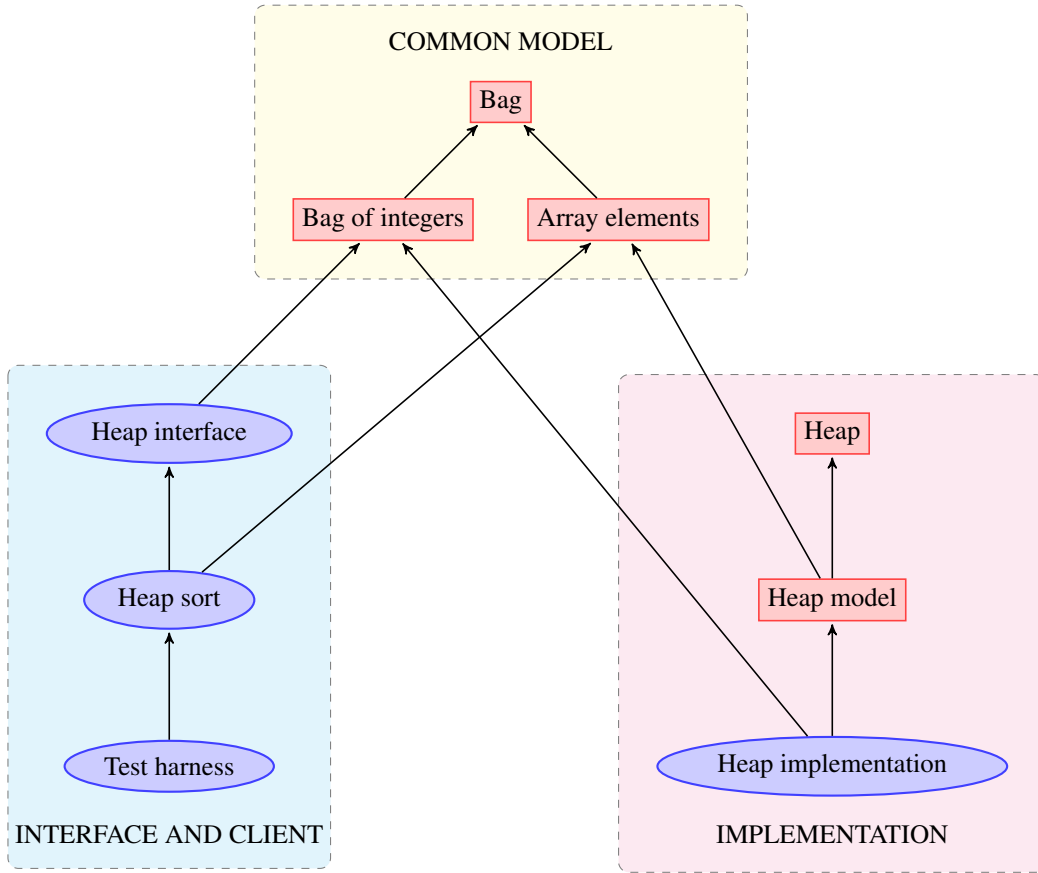 COMMON MODEL
Bag
Bag of integers
Array elements
Heap interface
Heap
Heap sort
Heap model
Test harness
Heap implementation
INTERFACE AND CLIENT
IMPLEMENTATION